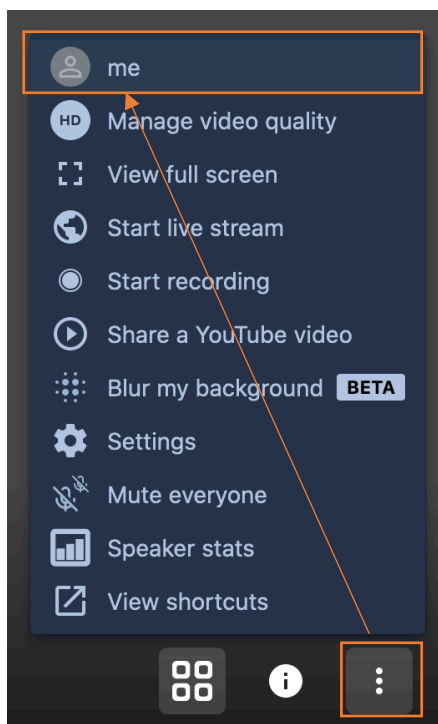 me
HD Manage video quality
View full screen
Start live stream
Start recording
Share a YouTube video
Blur my background BETA
Settings
Mute everyone
Speaker stats
View shortcuts